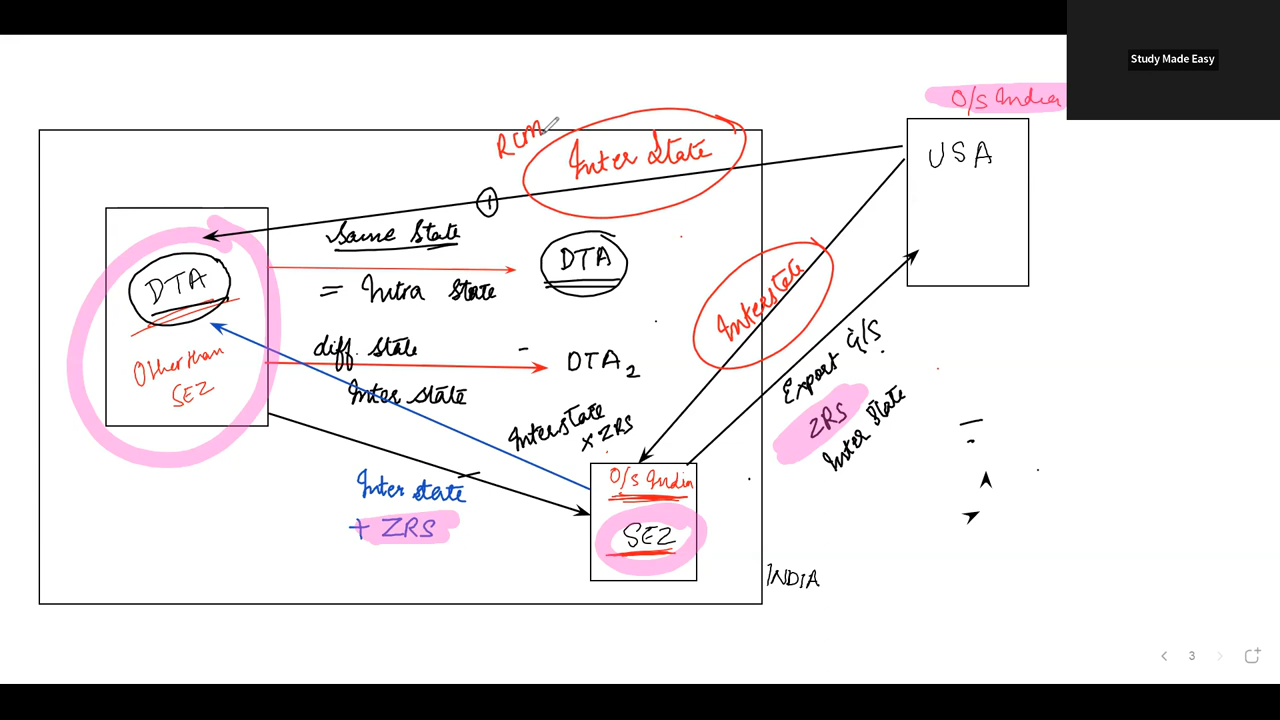 Study Made Easy
O/S India
USA
RCM
Inter State
1
Same State
= Intra State
DTA
DTA
Other than
SEZ
diff. State
Inter State
DTA2
Interstate
Interstate
x ZRS
Export G/S
ZRS
Inter State
Inter state
+ ZRS
O/s India
SEZ
INDIA
3